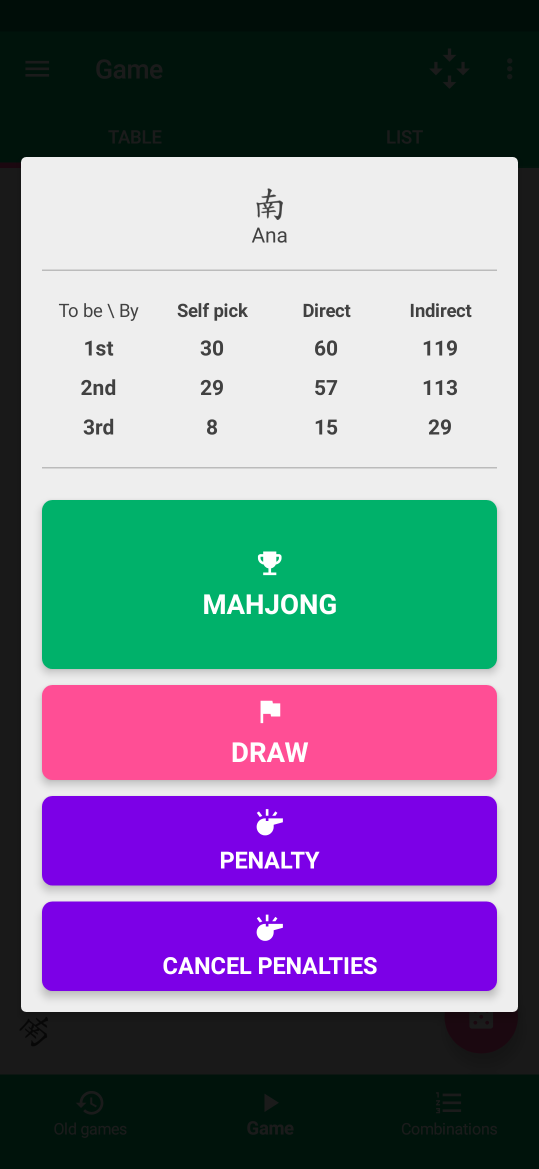 Game
TABLE LIST
南
Ana
To be \ By Self pick Direct Indirect
1st 30 60 119
2nd 29 57 113
3rd 8 15 29
MAHJONG
DRAW
PENALTY
CANCEL PENALTIES
南
Old games Game Combinations